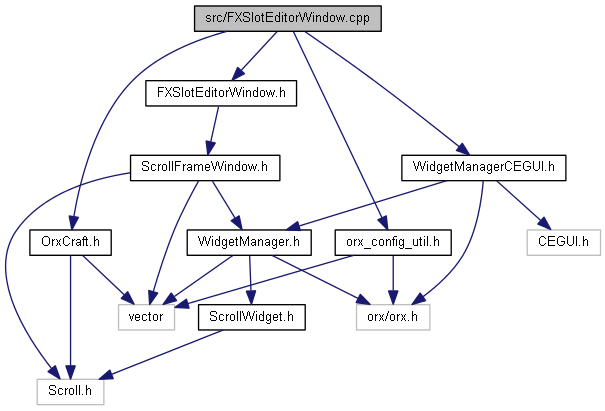 src/FXSlotEditorWindow.cpp
FXSlotEditorWindow.h
ScrollFrameWindow.h
WidgetManagerCEGUI.h
OrxCraft.h
WidgetManager.h
orx_config_util.h
CEGUI.h
vector
ScrollWidget.h
orx/orx.h
Scroll.h